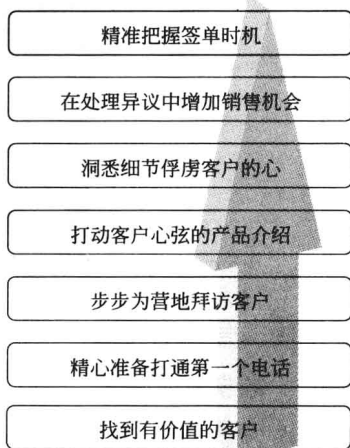 精准把握签单时机
在处理异议中增加销售机会
洞悉细节俘虏客户的心
打动客户心弦的产品介绍
步步为营地拜访客户
精心准备打通第一个电话
找到有价值的客户